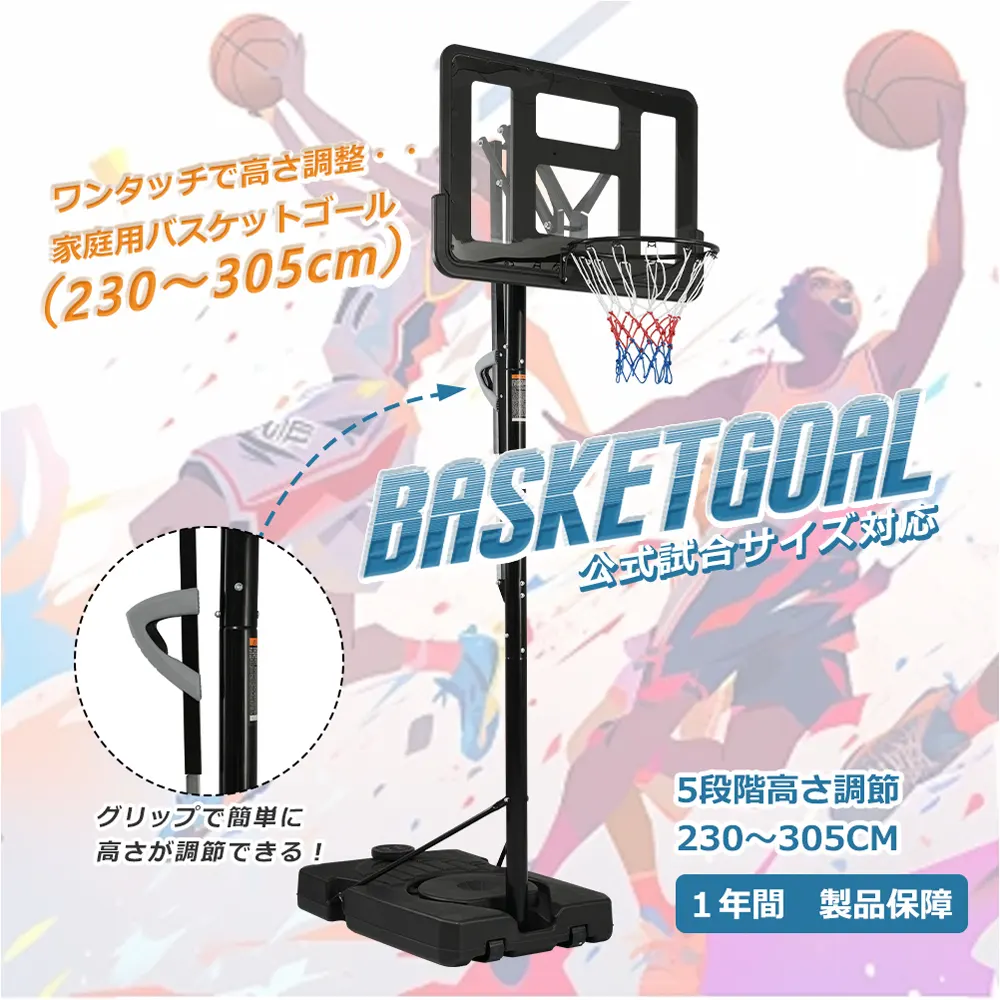 ワンタッチで高さ調整・・
家庭用バスケットゴール
（230～305cm）
BASKETGOAL
公式試合サイズ対応
グリップで簡単に
高さが調節できる！
5段階高さ調節
230～305CM
１年間　製品保障